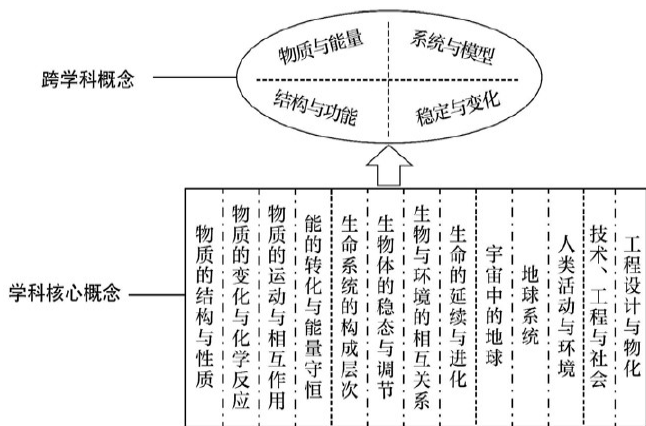 物质与能量
系统与模型
跨学科概念
结构与功能
稳定与变化
学科核心概念
物质的结构与性质
物质的变化与化学反应
物质的运动与相互作用
能的转化与能量守恒
生命系统的构成层次
生物体的稳态与调节
生物与环境的相互关系
生命的延续与进化
宇宙中的地球
地球系统
人类活动与环境
技术、工程与社会
工程设计与物化